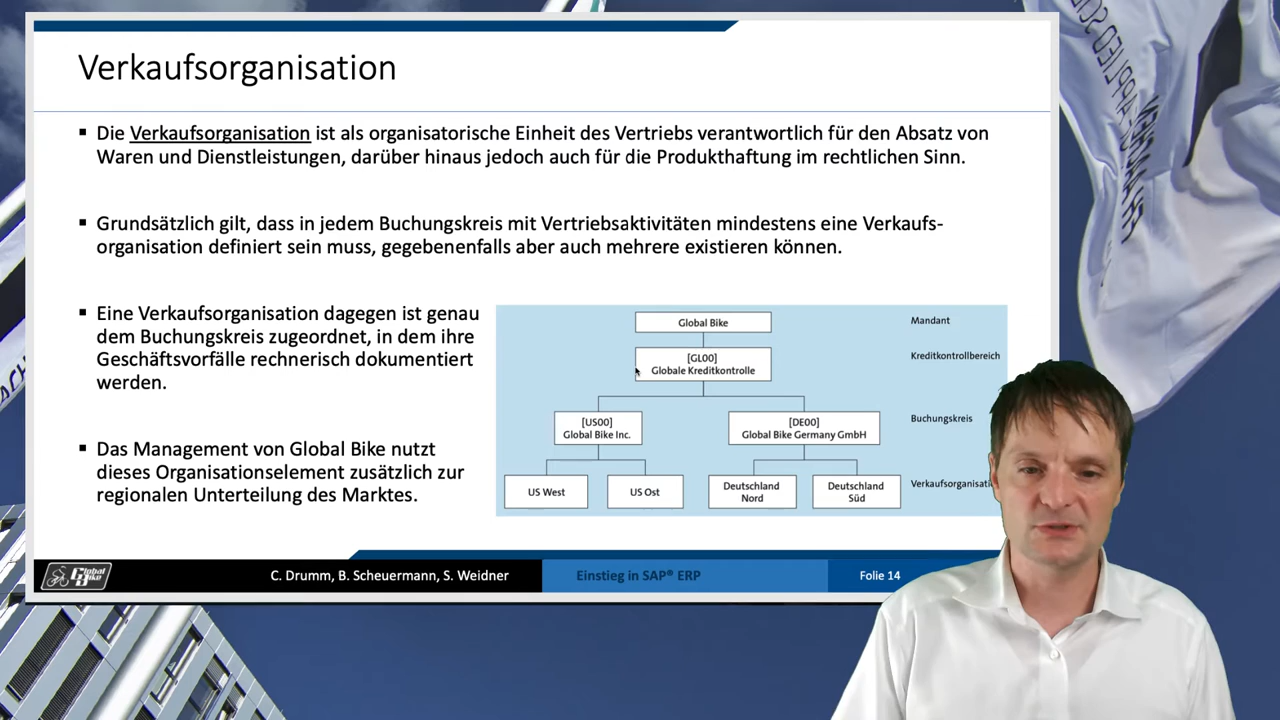 Verkaufsorganisation
▪ Die Verkaufsorganisation ist als organisatorische Einheit des Vertriebs verantwortlich für den Absatz von
Waren und Dienstleistungen, darüber hinaus jedoch auch für die Produkthaftung im rechtlichen Sinn.
▪ Grundsätzlich gilt, dass in jedem Buchungskreis mit Vertriebsaktivitäten mindestens eine Verkaufs-
organisation definiert sein muss, gegebenenfalls aber auch mehrere existieren können.
▪ Eine Verkaufsorganisation dagegen ist genau
dem Buchungskreis zugeordnet, in dem ihre
Geschäftsvorfälle rechnerisch dokumentiert
werden.
▪ Das Management von Global Bike nutzt
dieses Organisationselement zusätzlich zur
regionalen Unterteilung des Marktes.
Global Bike
Mandant
[GL00]
Globale Kreditkontrolle
Kreditkontrollbereich
[US00]
Global Bike Inc.
[DE00]
Global Bike Germany GmbH
Buchungskreis
US West
US Ost
Deutschland
Nord
Deutschland
Süd
Verkaufsorganisati
Global
Bike
C. Drumm, B. Scheuermann, S. Weidner
Einstieg in SAP® ERP
Folie 14